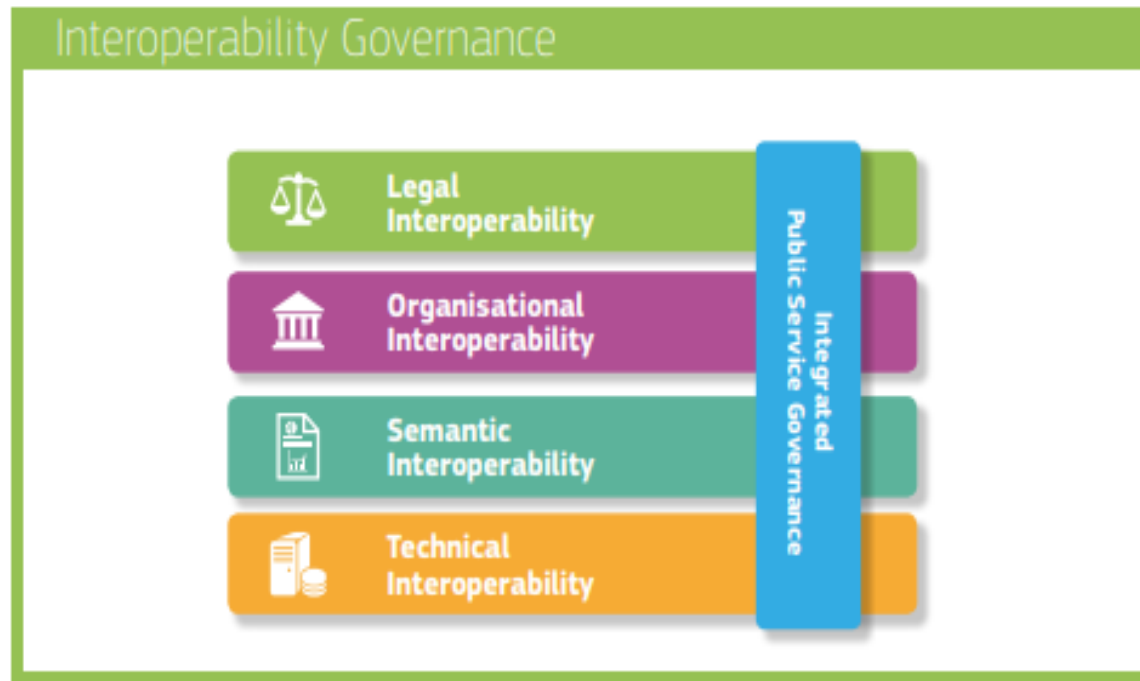 Interoperability Governance
Legal
Interoperability
Organisational
Interoperability
Semantic
Interoperability
Technical
Interoperability
Integrated
Public Service Governance